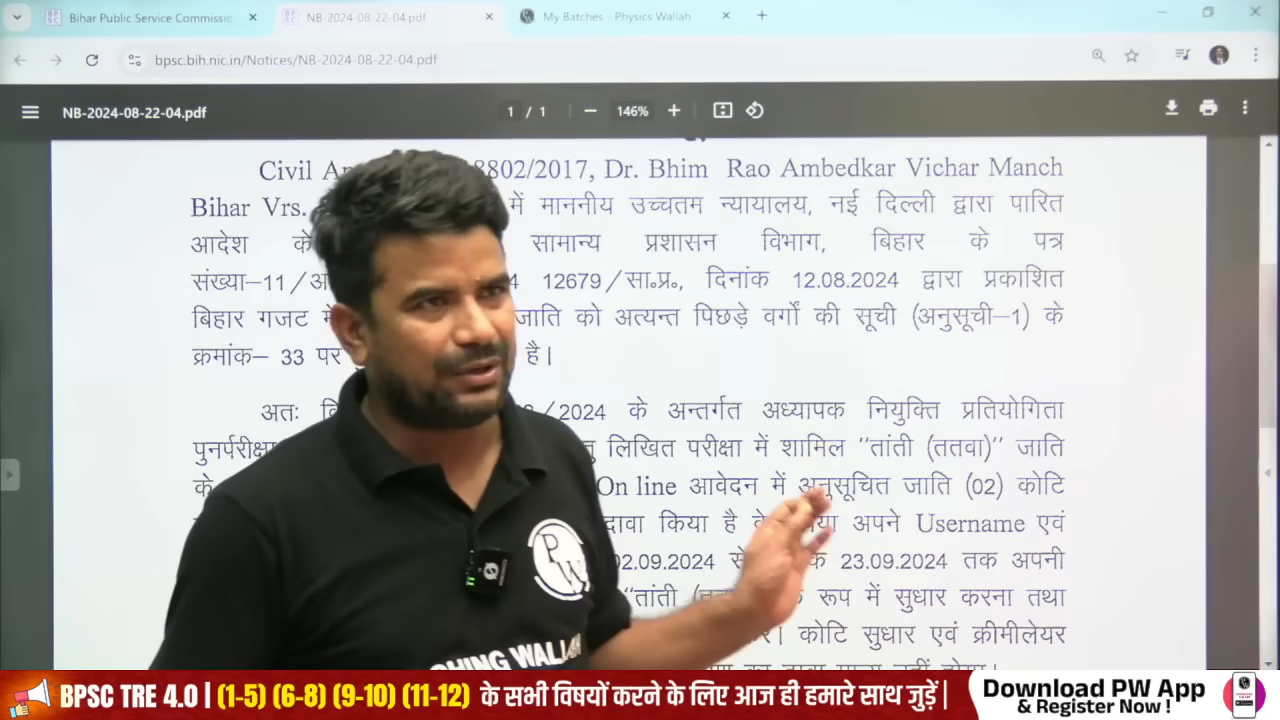 Bihar Public Service Commissio
NB-2024-08-22-04.pdf
My Batches - Physics Wallah
bpsc.bih.nic.in/Notices/NB-2024-08-22-04.pdf
NB-2024-08-22-04.pdf
1 / 1
146%
Civil 8802/2017, Dr. Bhim Rao Ambedkar Vichar Manch
Bihar Vrs. में माननीय उच्चतम न्यायालय, नई दिल्ली द्वारा पारित
आदेश के सामान्य प्रशासन विभाग, बिहार के पत्र
संख्या–11/ 12679/सा॰प्र॰, दिनांक 12.08.2024 द्वारा प्रकाशित
बिहार गजट जाति को अत्यन्त पिछड़े वर्गो की सूची (अनुसूची–1) के
क्रमांक– 33 पर है।
अतः /2024 के अन्तर्गत अध्यापक नियुक्ति प्रतियोगिता
पुनर्परीक्षा लिखित परीक्षा में शामिल "तांती (ततवा)" जाति
के On line आवेदन में अनुसूचित जाति (02) कोटि
दावा किया है अपने Username एवं
02.09.2024 23.09.2024 तक अपनी
"तांती रूप में सुधार करना तथा
कोटि सुधार एवं क्रीमीलेयर
PW
BPSC TRE 4.0 | (1-5) (6-8) (9-10) (11-12) के सभी विषयों करने के लिए आज ही हमारे साथ जुड़ें |
Download PW App
& Register Now !